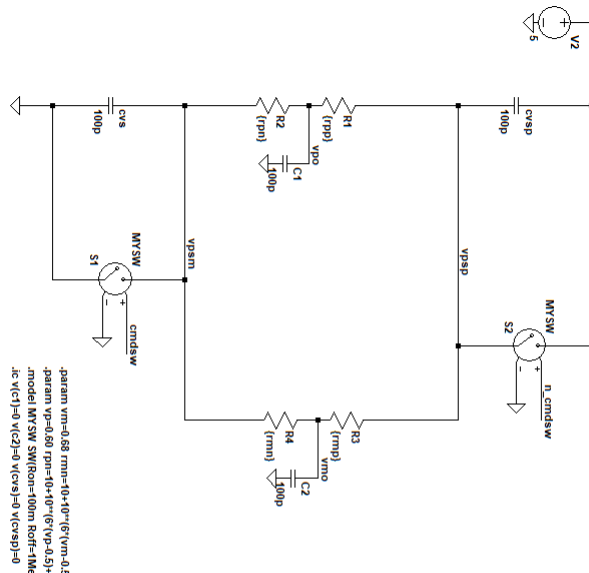 V2
5
cvsp
100p
MYSW
S2
n_cmdsw
vpsp
R1
{rpp}
R3
{rmp}
vpo
C1
100p
vmo
C2
100p
R2
{rpn}
R4
{rmn}
vpsm
cvs
100p
MYSW
S1
cmdsw
.param vm=0.68 rmn=10+10**(6*(vm-0.5
.param vp=0.60 rpn=10+10**(6*(vp-0.5)+
.model MYSW SW(Ron=100m Roff=1Me
.ic v(c1)=0 v(c2)=0 v(cvs)=0 v(cvsp)=0